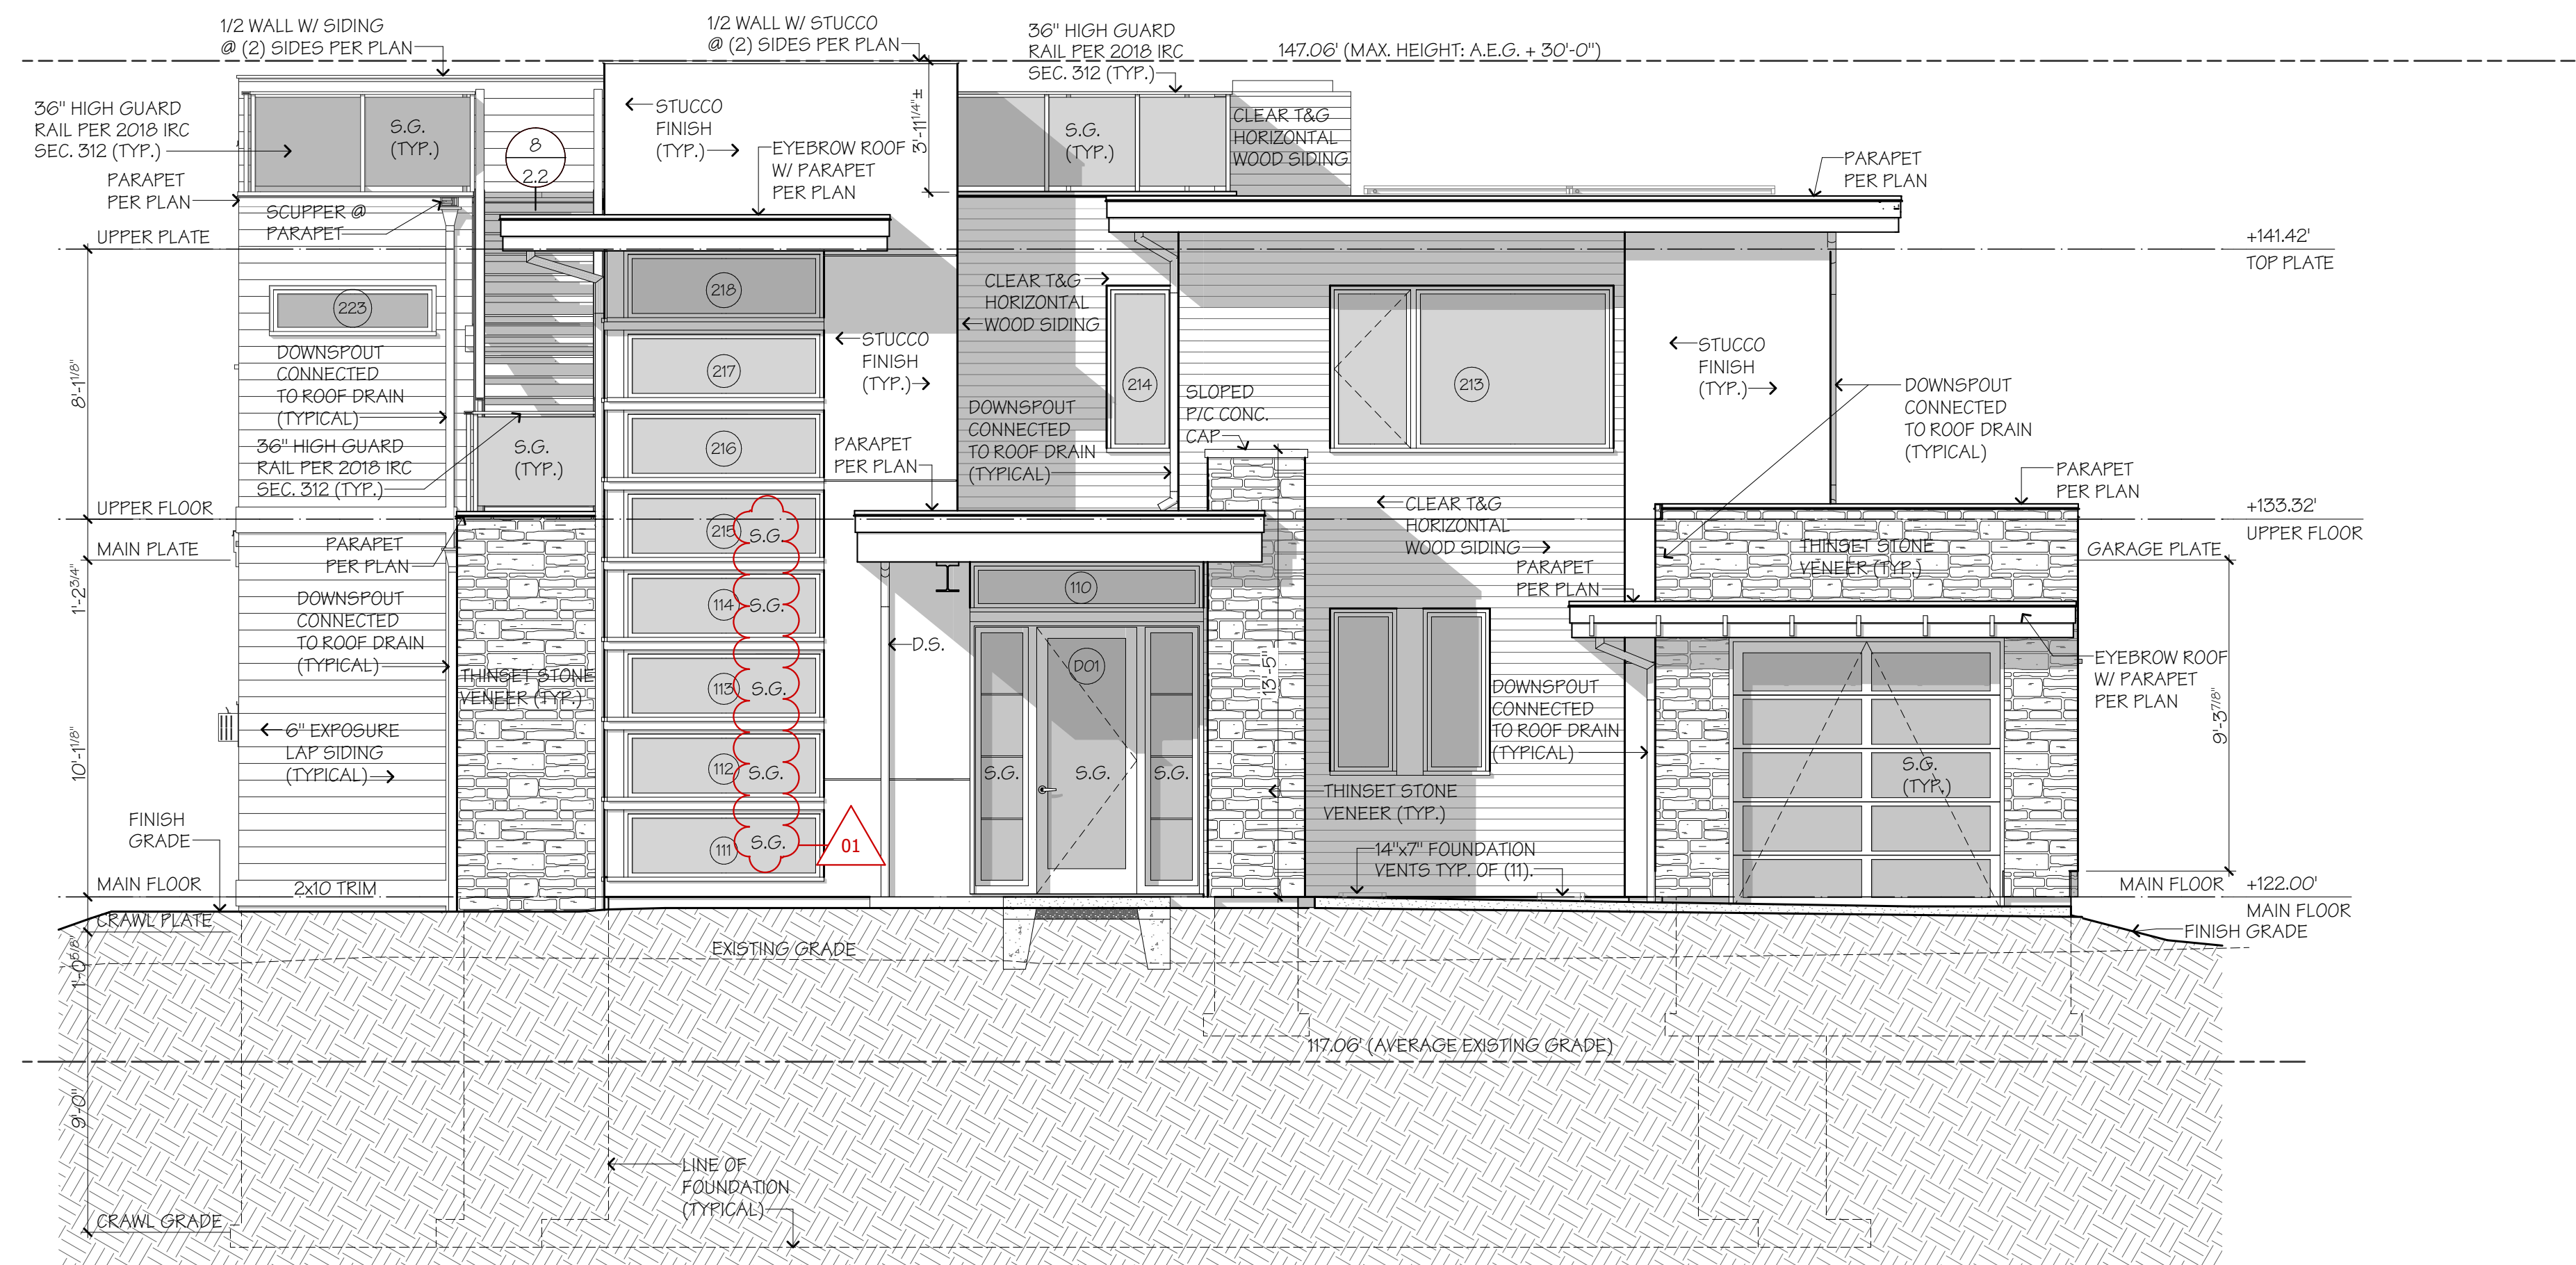 1/2 WALL W/ SIDING
@ (2) SIDES PER PLAN
1/2 WALL W/ STUCCO
@ (2) SIDES PER PLAN
36" HIGH GUARD
RAIL PER 2018 IRC
SEC. 312 (TYP.)
147.06' (MAX. HEIGHT: A.E.G. + 30'-0")
36" HIGH GUARD
RAIL PER 2018 IRC
SEC. 312 (TYP.)
S.G.
(TYP.)
8
2.2
STUCCO
FINISH
(TYP.)
3'-11 1/4"±
EYEBROW ROOF
W/ PARAPET
PER PLAN
S.G.
(TYP.)
CLEAR T&G
HORIZONTAL
WOOD SIDING
PARAPET
PER PLAN
PARAPET
PER PLAN
SCUPPER @
PARAPET
UPPER PLATE
+141.42'
TOP PLATE
223
218
217
216
215
S.G.
114
S.G.
113
S.G.
112
S.G.
111
S.G.
01
CLEAR T&G
HORIZONTAL
WOOD SIDING
STUCCO
FINISH
(TYP.)
214
213
STUCCO
FINISH
(TYP.)
DOWNSPOUT
CONNECTED
TO ROOF DRAIN
(TYPICAL)
8'-1 1/8"
DOWNSPOUT
CONNECTED
TO ROOF DRAIN
(TYPICAL)
36" HIGH GUARD
RAIL PER 2018 IRC
SEC. 312 (TYP.)
S.G.
(TYP.)
PARAPET
PER PLAN
DOWNSPOUT
CONNECTED
TO ROOF DRAIN
(TYPICAL)
SLOPED
P/C CONC.
CAP
PARAPET
PER PLAN
UPPER FLOOR
+133.32'
UPPER FLOOR
CLEAR T&G
HORIZONTAL
WOOD SIDING
MAIN PLATE
PARAPET
PER PLAN
1'-2 3/4"
THINSET STONE
VENEER (TYP.)
GARAGE PLATE
PARAPET
PER PLAN
DOWNSPOUT
CONNECTED
TO ROOF DRAIN
(TYPICAL)
THINSET STONE
VENEER (TYP.)
110
D.S.
D01
13'-5"
EYEBROW ROOF
W/ PARAPET
PER PLAN
9'-3 7/8"
DOWNSPOUT
CONNECTED
TO ROOF DRAIN
(TYPICAL)
6" EXPOSURE
LAP SIDING
(TYPICAL)
10'-1 1/8"
S.G.
S.G.
S.G.
S.G.
(TYP.)
THINSET STONE
VENEER (TYP.)
FINISH
GRADE
14"x7" FOUNDATION
VENTS TYP. OF (11).
MAIN FLOOR
2x10 TRIM
MAIN FLOOR
+122.00'
MAIN FLOOR
CRAWL PLATE
FINISH GRADE
EXISTING GRADE
1'-0 5/8"
117.06' (AVERAGE EXISTING GRADE)
9'-0"
LINE OF
FOUNDATION
(TYPICAL)
CRAWL GRADE